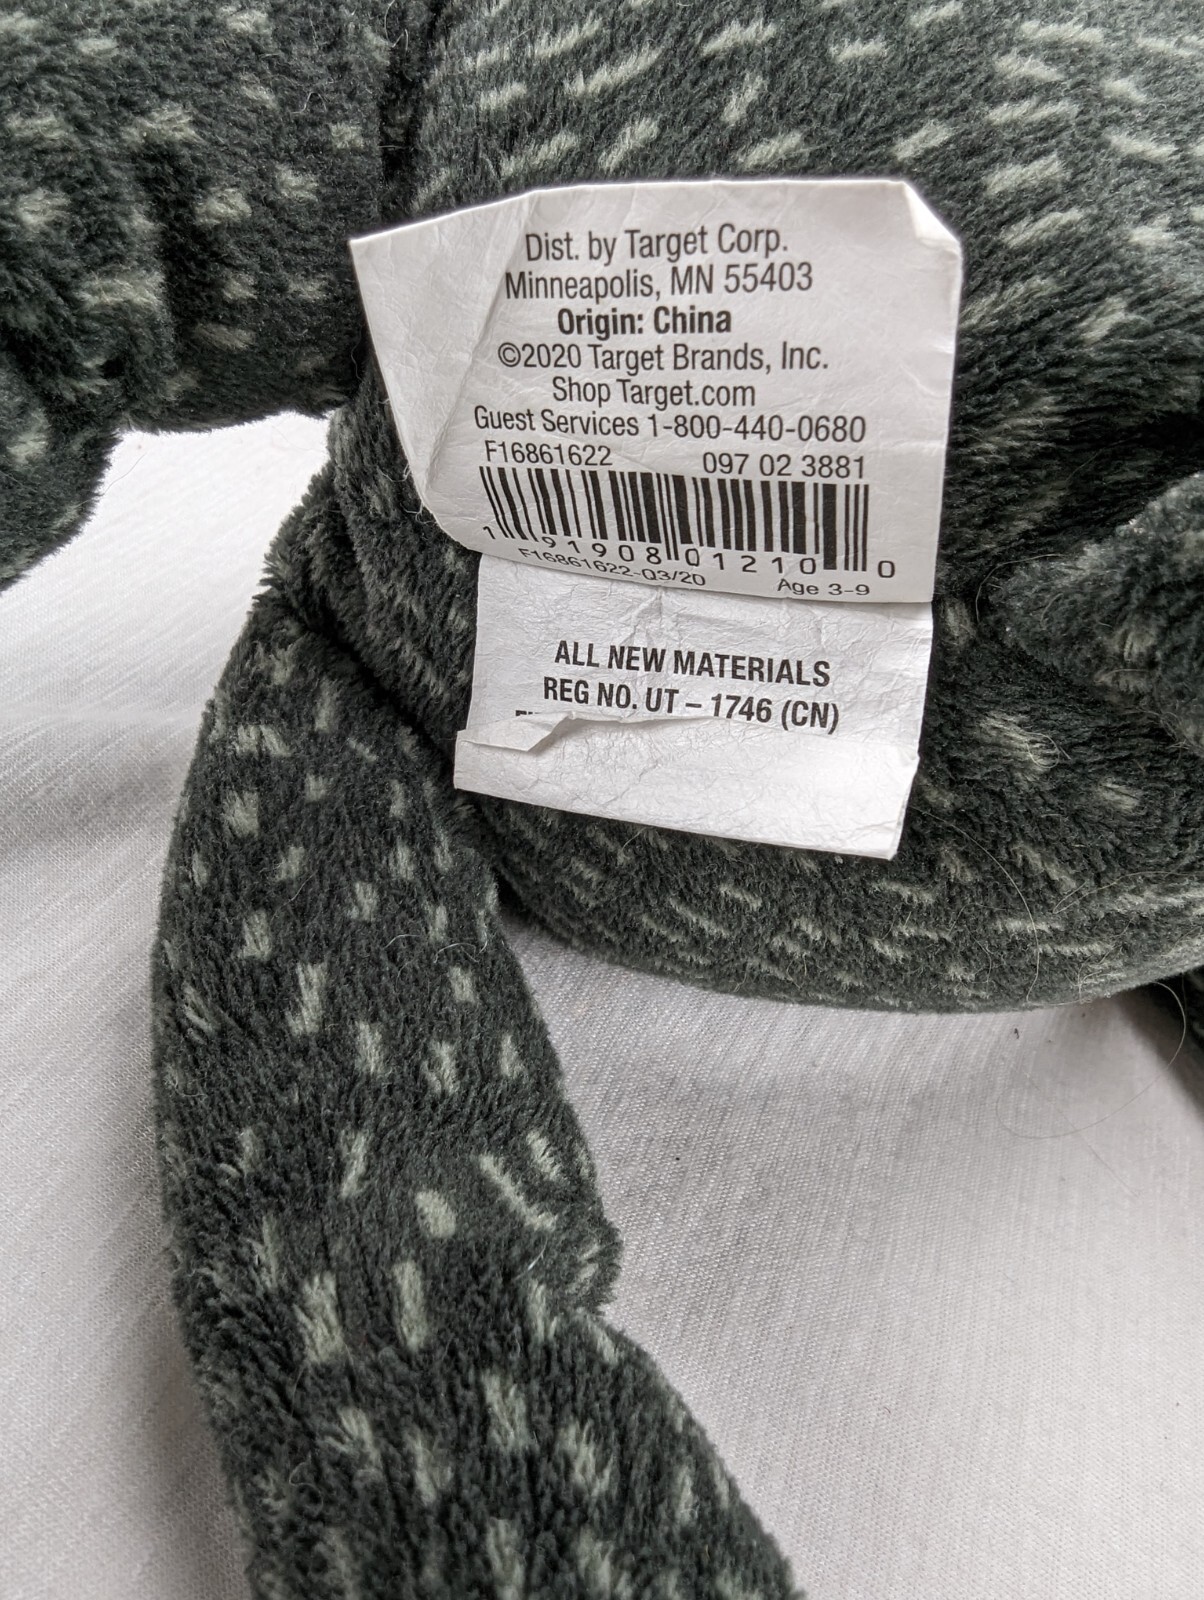 Dist. by Target Corp.
Minneapolis, MN 55403
Origin: China
©2020 Target Brands, Inc.
Shop Target.com
Guest Services 1-800-440-0680
F16861622 097 02 3881
1 91908 01210 0
F16861622-Q3/20 Age 3-9
ALL NEW MATERIALS
REG NO. UT – 1746 (CN)